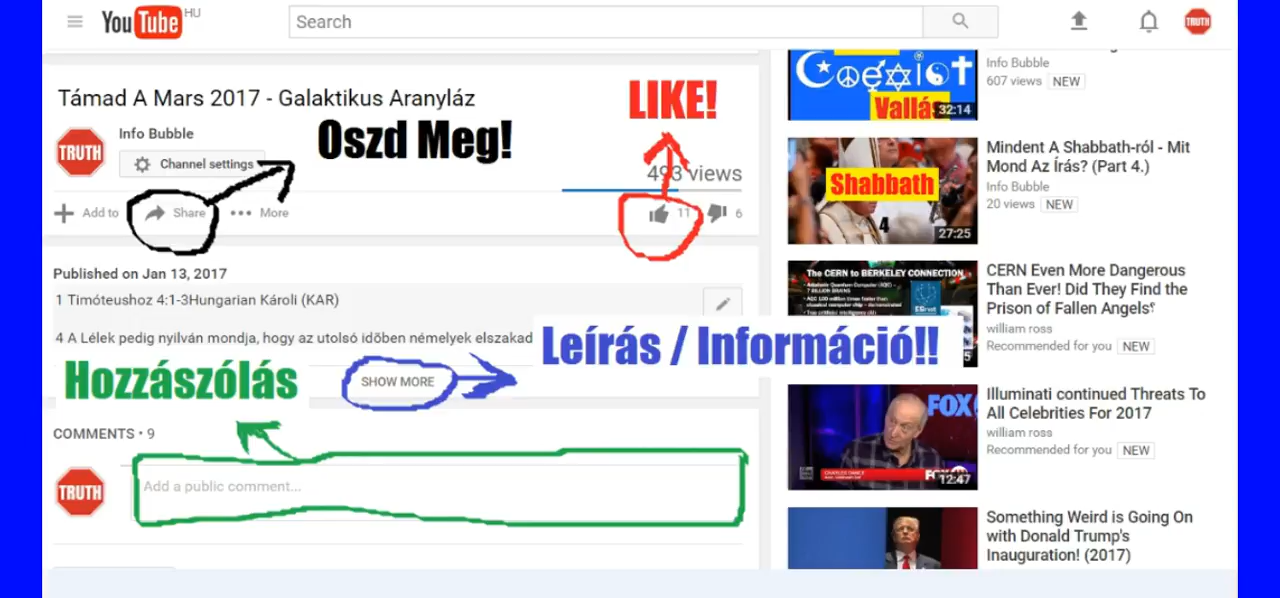 YouTube HU
Search
TRUTH
Támad A Mars 2017 - Galaktikus Aranyláz
TRUTH
Info Bubble
Channel settings
Oszd Meg!
LIKE!
493 views
Add to
Share
More
11
6
Published on Jan 13, 2017
1 Timóteushoz 4:1-3Hungarian Károli (KAR)
4 A Lélek pedig nyilván mondja, hogy az utolsó időben némelyek elszakad
Leírás / Információ!!
Hozzászólás
SHOW MORE
COMMENTS • 9
TRUTH
Add a public comment...
COEXIST
Vallás
32:14
Info Bubble
607 views NEW
Shabbath
4
27:25
Mindent A Shabbath-ról - Mit
Mond Az Írás? (Part 4.)
Info Bubble
20 views NEW
The CERN to BERKELEY CONNECTION
CERN Even More Dangerous
Than Ever! Did They Find the
Prison of Fallen Angels؟
william ross
Recommended for you NEW
FOX
12:47
Illuminati continued Threats To
All Celebrities For 2017
william ross
Recommended for you NEW
Something Weird is Going On
with Donald Trump's
Inauguration! (2017)